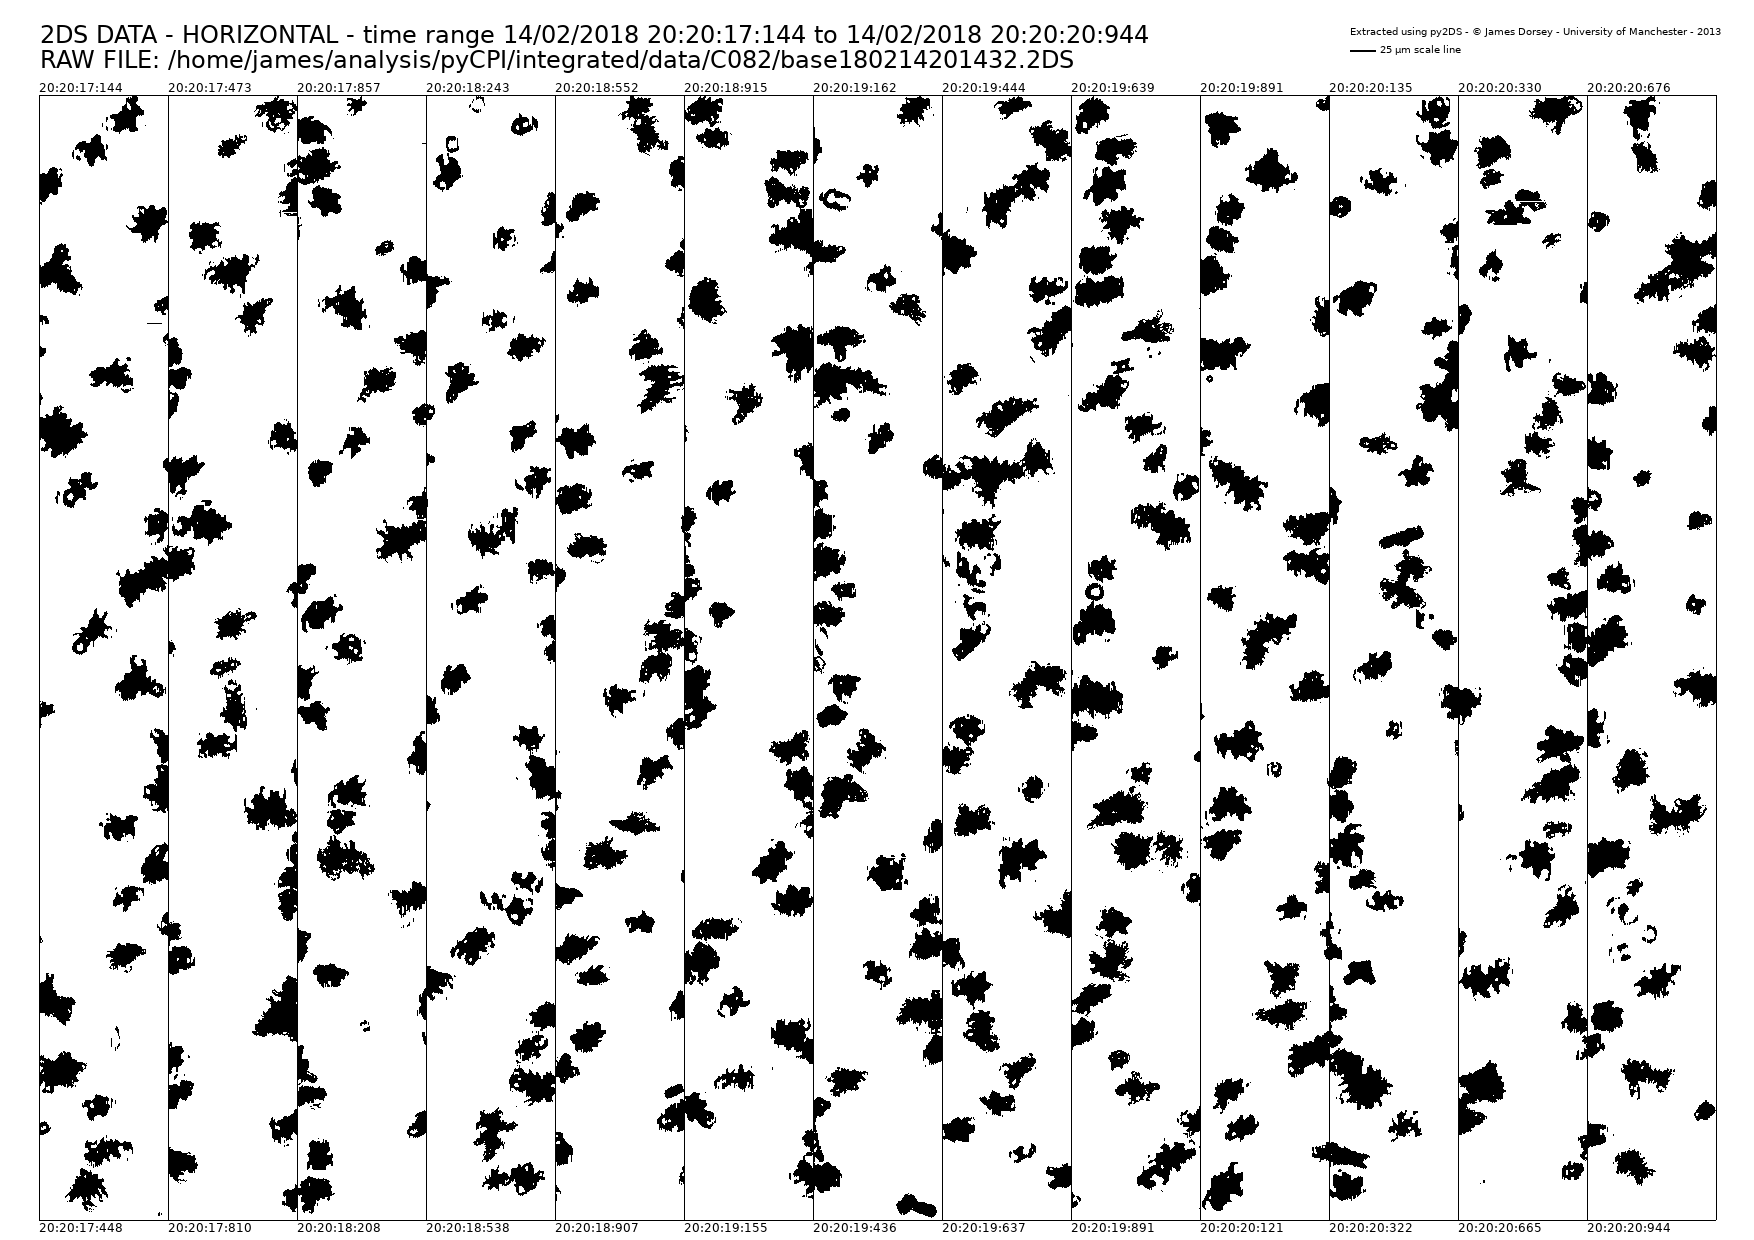 2DS DATA - HORIZONTAL - time range 14/02/2018 20:20:17:144 to 14/02/2018 20:20:20:944
RAW FILE: /home/james/analysis/pyCPI/integrated/data/C082/base180214201432.2DS
Extracted using py2DS - © James Dorsey - University of Manchester - 2013
25 µm scale line
20:20:17:144 20:20:17:473 20:20:17:857 20:20:18:243 20:20:18:552 20:20:18:915 20:20:19:162 20:20:19:444 20:20:19:639 20:20:19:891 20:20:20:135 20:20:20:330 20:20:20:676
20:20:17:448 20:20:17:810 20:20:18:208 20:20:18:538 20:20:18:907 20:20:19:155 20:20:19:436 20:20:19:637 20:20:19:891 20:20:20:121 20:20:20:322 20:20:20:665 20:20:20:944